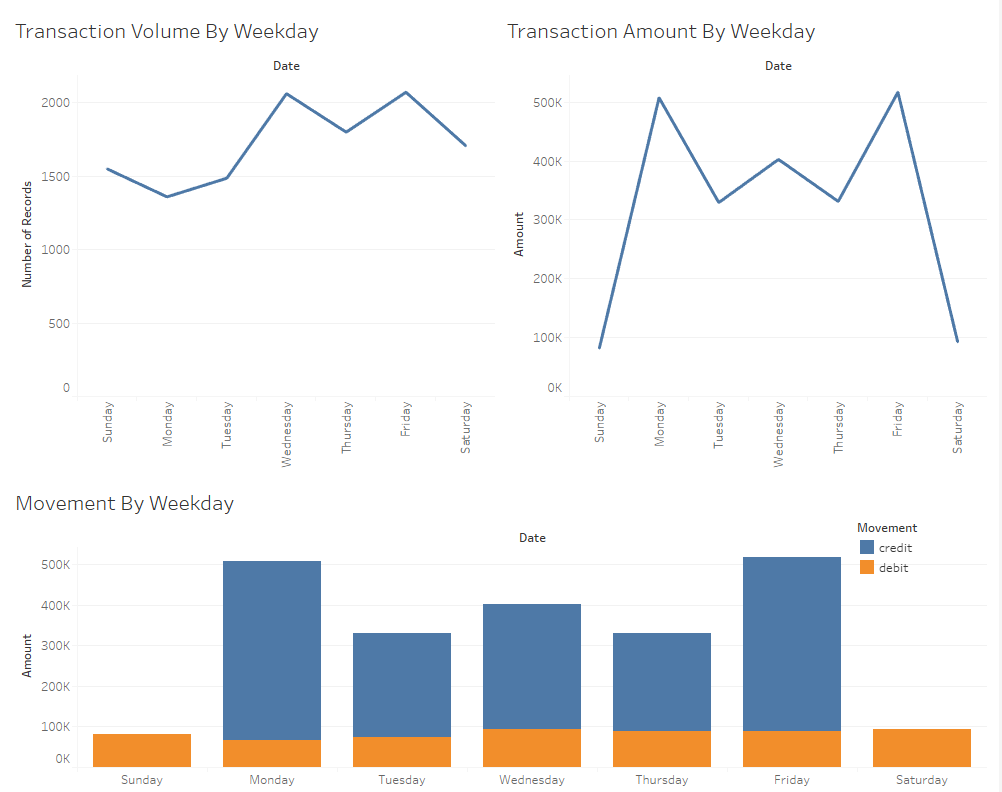 Transaction Volume By Weekday
Date
Number of Records
2000
1500
1000
500
0
Sunday
Monday
Tuesday
Wednesday
Thursday
Friday
Saturday
Transaction Amount By Weekday
Date
Amount
500K
400K
300K
200K
100K
0K
Sunday
Monday
Tuesday
Wednesday
Thursday
Friday
Saturday
Movement By Weekday
Date
Movement
credit
debit
Amount
500K
400K
300K
200K
100K
0K
Sunday Monday Tuesday Wednesday Thursday Friday Saturday